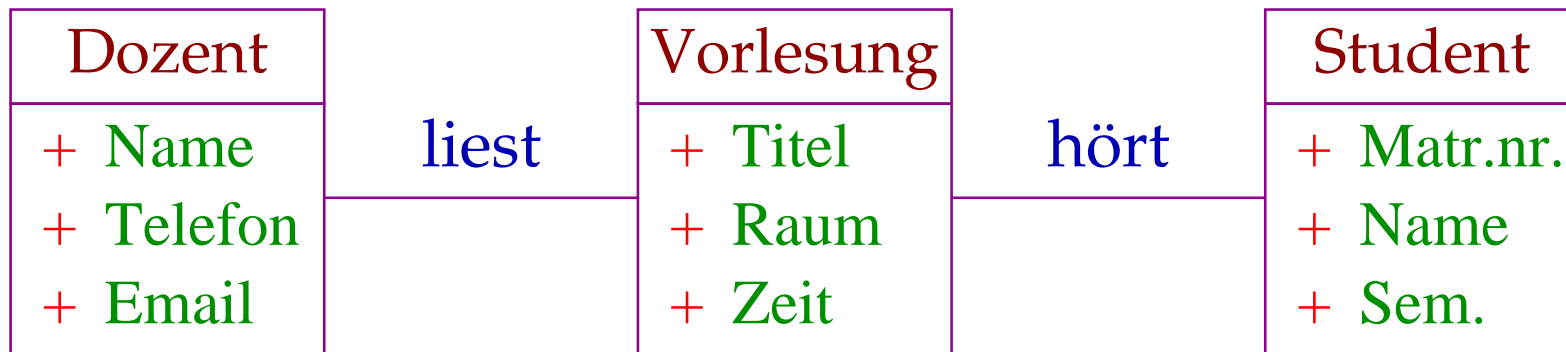 Dozent
+ Name
+ Telefon
+ Email
liest
Vorlesung
+ Titel
+ Raum
+ Zeit
hört
Student
+ Matr.nr.
+ Name
+ Sem.